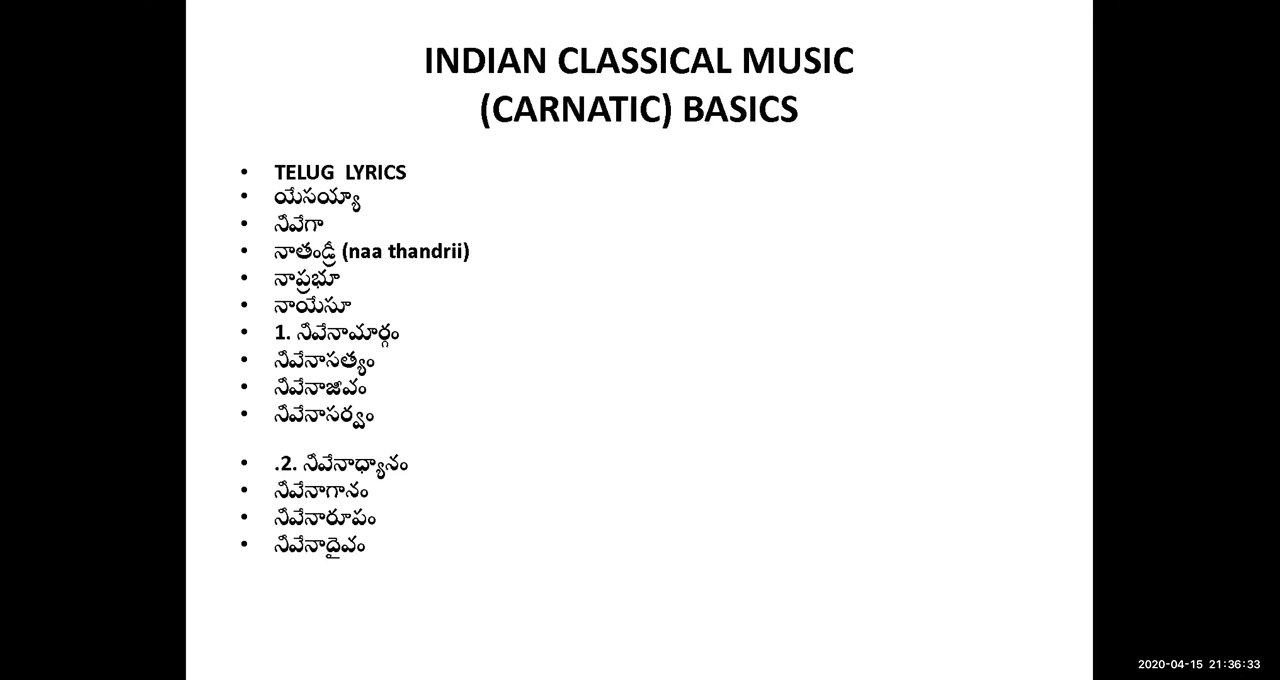 INDIAN CLASSICAL MUSIC
(CARNATIC) BASICS
• TELUG  LYRICS
• యేసయ్యా
• నీవేగా
• నాతండ్రీ (naa thandrii)
• నాప్రభూ
• నాయేసూ
• 1. నీవేనామార్గం
• నీవేనాసత్యం
• నీవేనాజీవం
• నీవేనాసర్వం
• .2. నీవేనాధ్యానం
• నీవేనాగానం
• నీవేనారూపం
• నీవేనాదైవం
2020-04-15 21:36:33